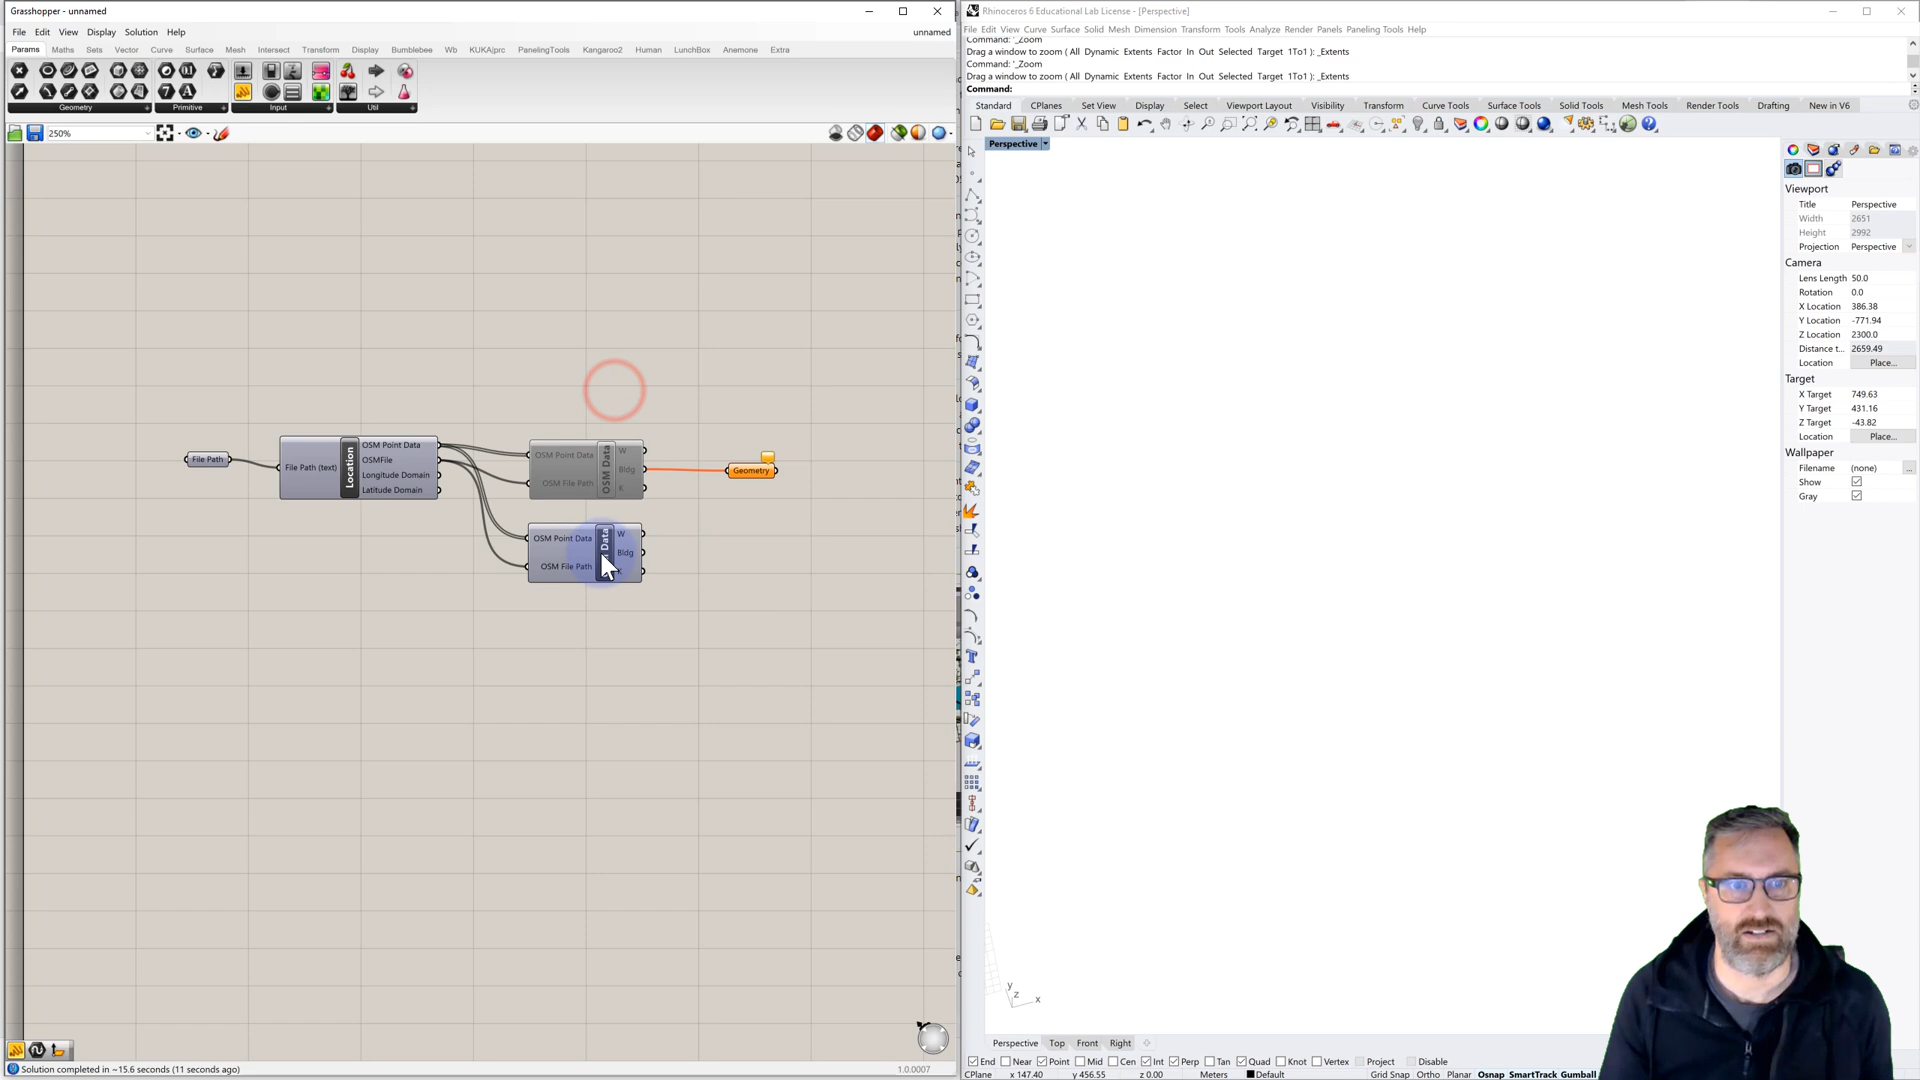 Grasshopper - unnamed
File Edit View Display Solution Help
unnamed
Params Maths Sets Vector Curve Surface Mesh Intersect Transform Display Bumblebee Wb KUKA|prc PanelingTools Kangaroo2 Human LunchBox Anemone Extra
Geometry Primitive Input Util
250%
File Path
File Path (text)
Location
OSM Point Data
OSMFile
Longitude Domain
Latitude Domain
OSM Point Data
OSM File Path
OSM Data
W
Bldg
K
Geometry
OSM Point Data
OSM File Path
Data
W
Bldg
Solution completed in ~15.6 seconds (11 seconds ago)
1.0.0007
Rhinoceros 6 Educational Lab License - [Perspective]
File Edit View Curve Surface Solid Mesh Dimension Transform Tools Analyze Render Panels Paneling Tools Help
Command: '_Zoom
Drag a window to zoom ( All Dynamic Extents Factor In Out Selected Target 1To1 ): _Extents
Command: '_Zoom
Drag a window to zoom ( All Dynamic Extents Factor In Out Selected Target 1To1 ): _Extents
Command:
Standard CPlanes Set View Display Select Viewport Layout Visibility Transform Curve Tools Surface Tools Solid Tools Mesh Tools Render Tools Drafting New in V6
Perspective
Viewport
Title Perspective
Width 2651
Height 2992
Projection Perspective
Camera
Lens Length 50.0
Rotation 0.0
X Location 386.38
Y Location -771.94
Z Location 2300.0
Distance t... 2659.49
Location Place...
Target
X Target 749.63
Y Target 431.16
Z Target -43.82
Location Place...
Wallpaper
Filename (none) ...
Show
Gray
y
z
x
Perspective Top Front Right
End Near Point Mid Cen Int Perp Tan Quad Knot Vertex Project Disable
CPlane x 147.40 y 456.55 z 0.00 Meters Default Grid Snap Ortho Planar Osnap SmartTrack Gumball